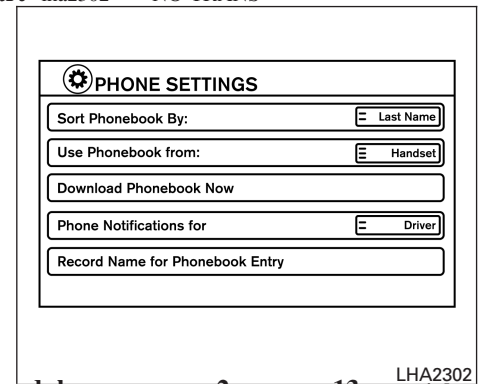 lha2302
PHONE SETTINGS
Sort Phonebook By: Last Name
Use Phonebook from: Handset
Download Phonebook Now
Phone Notifications for Driver
Record Name for Phonebook Entry
LHA2302